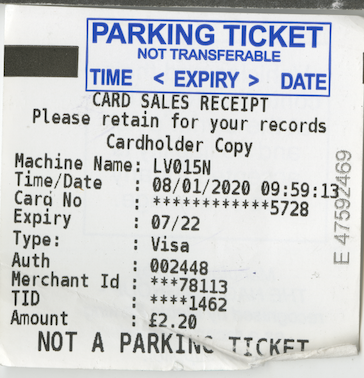 PARKING TICKET
NOT TRANSFERABLE
TIME < EXPIRY > DATE
CARD SALES RECEIPT
Please retain for your records
Cardholder Copy
Machine Name: LV015N
Time/Date : 08/01/2020 09:59:13
Card No : ************5728
Expiry : 07/22
Type: : Visa
Auth : 002448
Merchant Id : ***78113
TID : ****1462
Amount : £2.20
NOT A PARKING TICKET
E 47592469